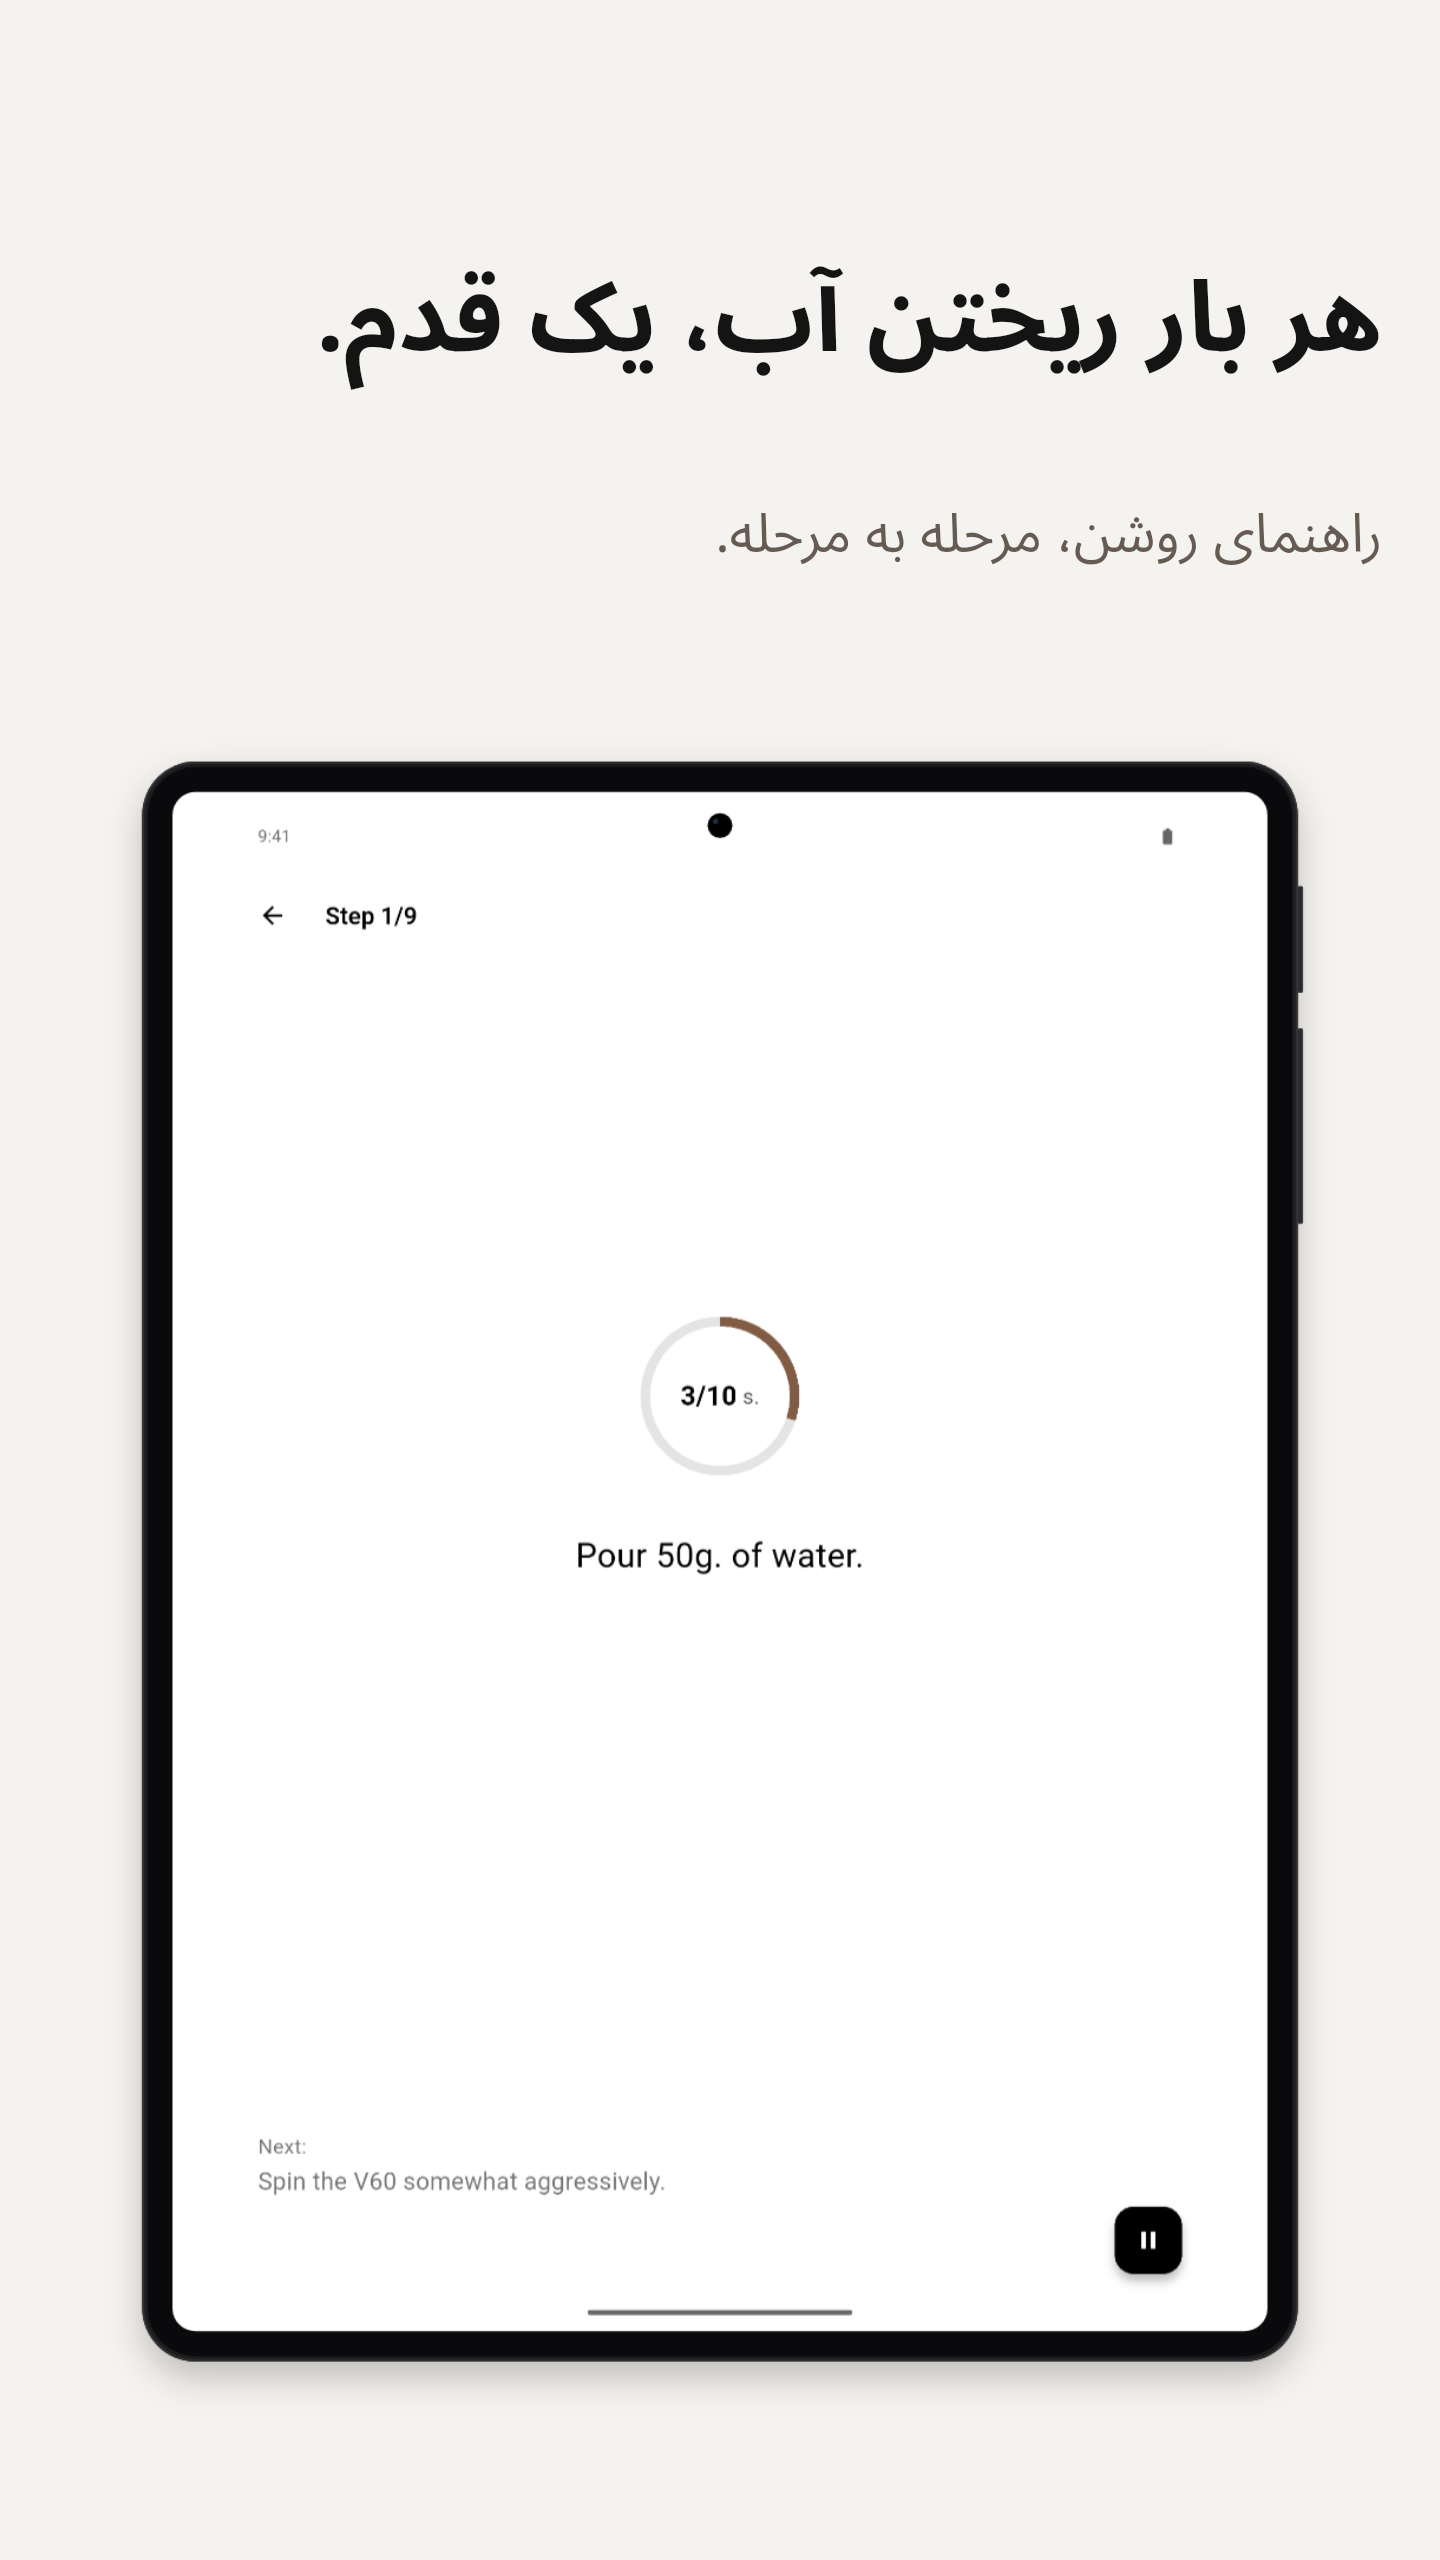 هر بار ریختن آب، یک قدم.
راهنمای روشن، مرحله به مرحله.
9:41
Step 1/9
3/10 s.
Pour 50g. of water.
Next:
Spin the V60 somewhat aggressively.